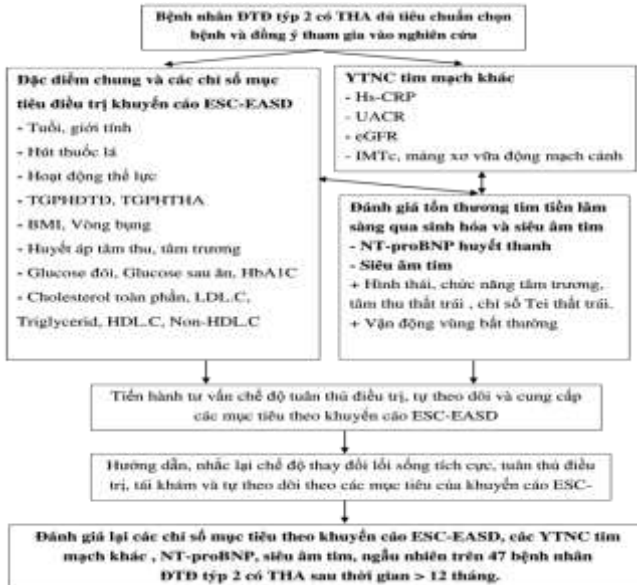 Bệnh nhân ĐTĐ týp 2 có THA đủ tiêu chuẩn chọn
bệnh và đồng ý tham gia vào nghiên cứu
Đặc điểm chung và các chỉ số mục
tiêu điều trị khuyến cáo ESC-EASD
- Tuổi, giới tính
- Hút thuốc lá
- Hoạt động thể lực
- TGPHĐTĐ, TGPHTHA
- BMI, Vòng bụng
- Huyết áp tâm thu, tâm trương
- Glucose đói, Glucose sau ăn, HbA1C
- Cholesterol toàn phần, LDL.C,
Triglycerid, HDL.C, Non-HDL.C
YTNC tim mạch khác
- Hs-CRP
- UACR
- eGFR
- IMTc, mảng xơ vữa động mạch cảnh
Đánh giá tổn thương tim tiền lâm
sàng qua sinh hóa và siêu âm tim
- NT-proBNP huyết thanh
- Siêu âm tim
+ Hình thái, chức năng tâm trương,
tâm thu thất trái , chỉ số Tei thất trái.
+ Vận động vùng bất thường
Tiến hành tư vấn chế độ tuân thủ điều trị, tự theo dõi và cung cấp
các mục tiêu theo khuyến cáo ESC-EASD
Hướng dẫn, nhắc lại chế độ thay đổi lối sống tích cực, tuân thủ điều
trị, tái khám và tự theo dõi theo các mục tiêu của khuyến cáo ESC-
Đánh giá lại các chỉ số mục tiêu theo khuyến cáo ESC-EASD, các YTNC tim
mạch khác , NT-proBNP, siêu âm tim, ngẫu nhiên trên 47 bệnh nhân
ĐTĐ týp 2 có THA sau thời gian > 12 tháng.